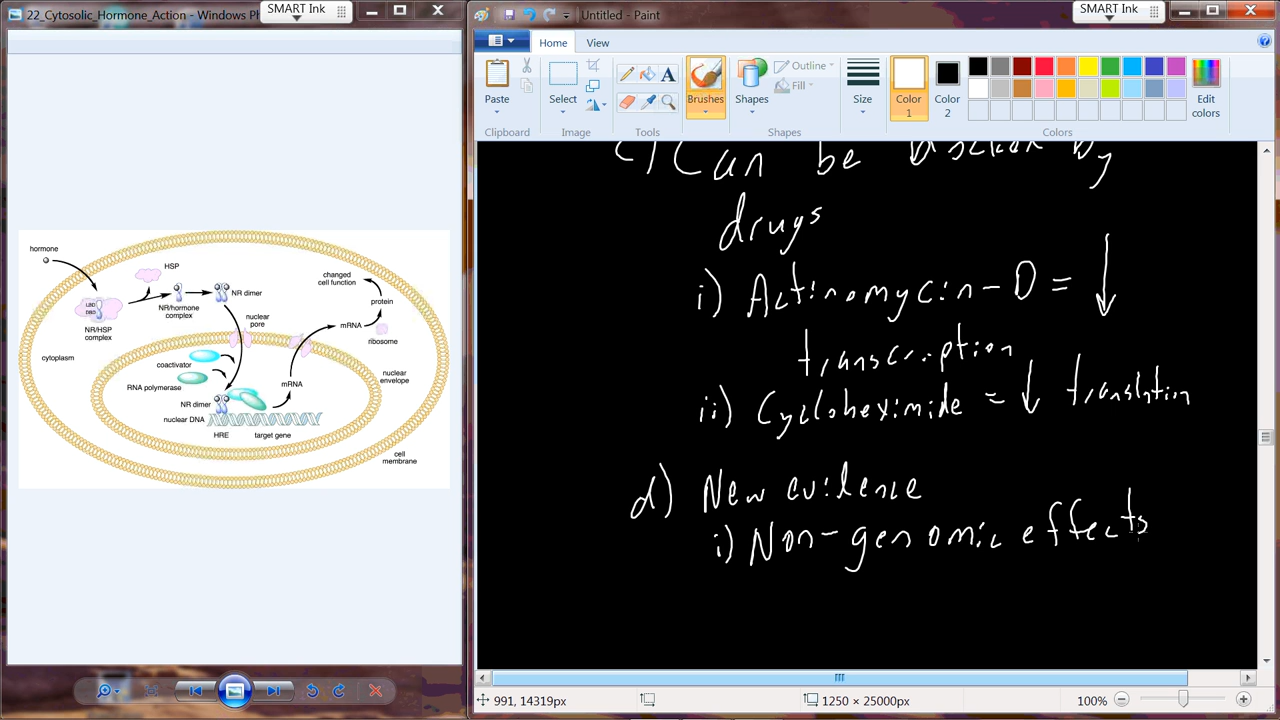 22_Cytosolic_Hormone_Action - Windows Ph
SMART Ink
Untitled - Paint
SMART Ink
Home
View
Paste
Select
Brushes
Shapes
Outline
Fill
Size
Color 1
Color 2
Edit colors
Clipboard
Image
Tools
Shapes
Colors
hormone
HSP
LBD
DBD
NR/HSP complex
NR/hormone complex
NR dimer
changed cell function
protein
mRNA
ribosome
nuclear pore
cytoplasm
coactivator
RNA polymerase
mRNA
nuclear envelope
NR dimer
nuclear DNA
HRE
target gene
cell membrane
c) Can be by
drugs
i) Actinomycin-D = ↓
transcription
ii) Cycloheximide = ↓ translation
d) New evidence
i) Non-genomic effects
991, 14319px
1250 × 25000px
100%